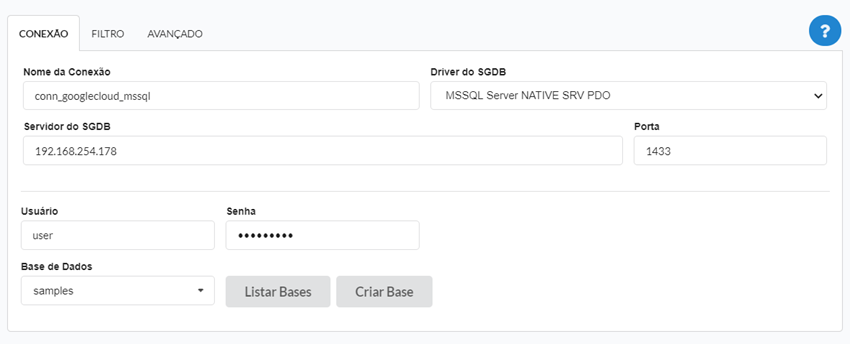 CONEXÃO FILTRO AVANÇADO ?
Nome da Conexão Driver do SGDB
conn_googlecloud_mssql MSSQL Server NATIVE SRV PDO
Servidor do SGDB Porta
192.168.254.178 1433
Usuário Senha
user •••••••••
Base de Dados
samples Listar Bases Criar Base